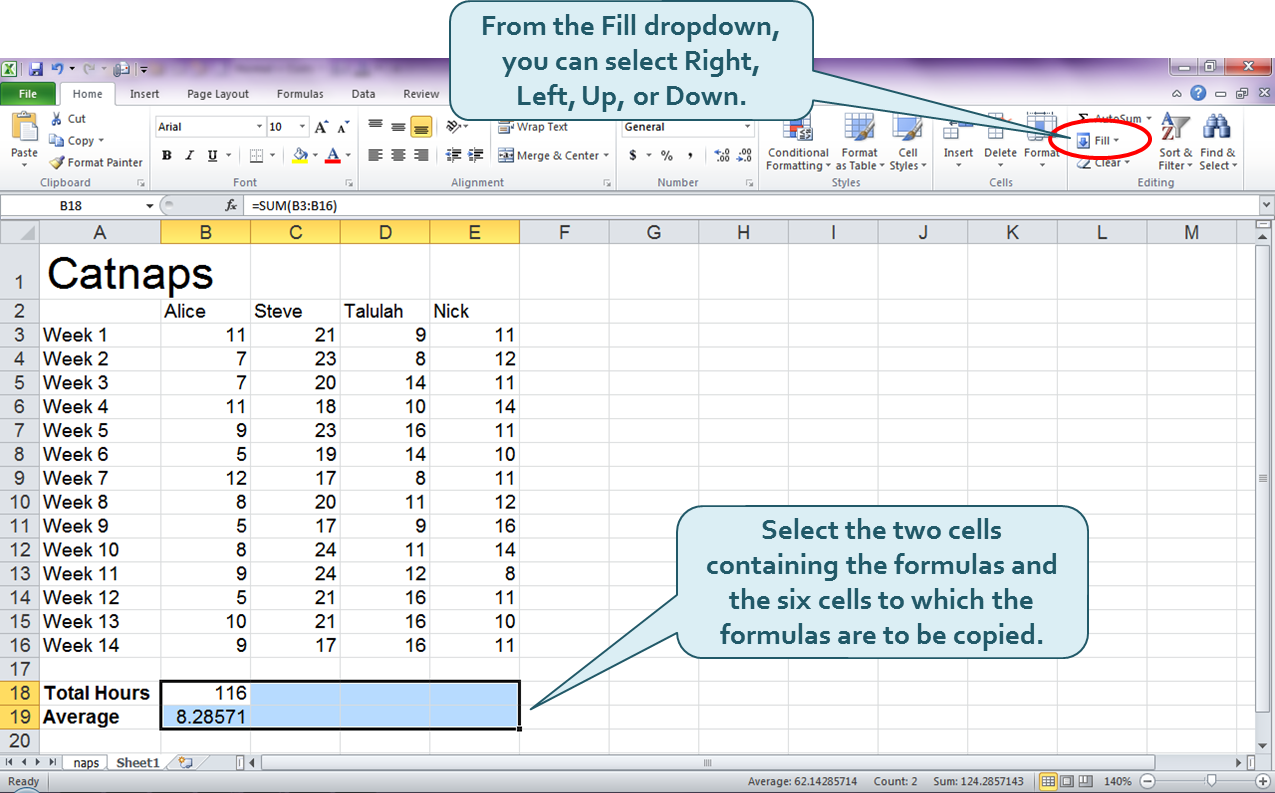 From the Fill dropdown,
you can select Right,
Left, Up, or Down.
File Home Insert Page Layout Formulas Data Review
Cut
Copy
Format Painter
Paste
Clipboard
Arial 10
B I U A
Font
Wrap Text
Merge & Center
Alignment
General
$ % ,
Number
Conditional Formatting
Format as Table
Cell Styles
Styles
Insert Delete Format
Cells
Σ AutoSum
Fill
Clear
Sort & Filter
Find & Select
Editing
B18 fx =SUM(B3:B16)
A B C D E F G H I J K L M
1 Catnaps
2 Alice Steve Talulah Nick
3 Week 1 11 21 9 11
4 Week 2 7 23 8 12
5 Week 3 7 20 14 11
6 Week 4 11 18 10 14
7 Week 5 9 23 16 11
8 Week 6 5 19 14 10
9 Week 7 12 17 8 11
10 Week 8 8 20 11 12
11 Week 9 5 17 9 16
12 Week 10 8 24 11 14
13 Week 11 9 24 12 8
14 Week 12 5 21 16 11
15 Week 13 10 21 16 10
16 Week 14 9 17 16 11
17
18 Total Hours 116
19 Average 8.28571
20
Select the two cells
containing the formulas and
the six cells to which the
formulas are to be copied.
naps Sheet1
Ready Average: 62.14285714 Count: 2 Sum: 124.2857143 140%